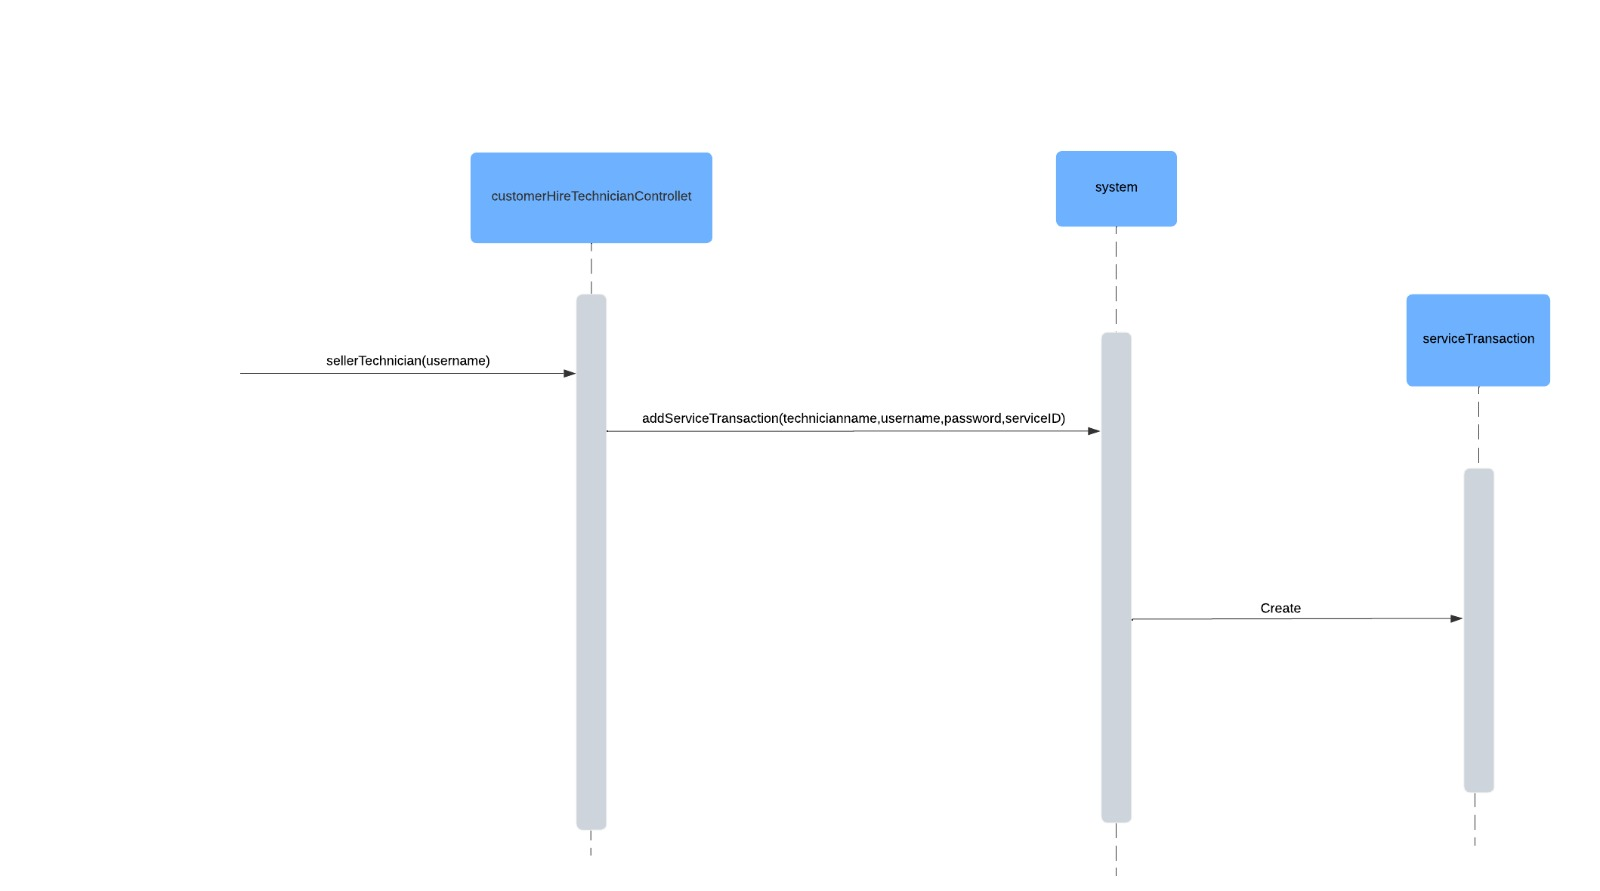 customerHireTechnicianControllet
system
serviceTransaction
sellerTechnician(username)
addServiceTransaction(technicianname,username,password,serviceID)
Create